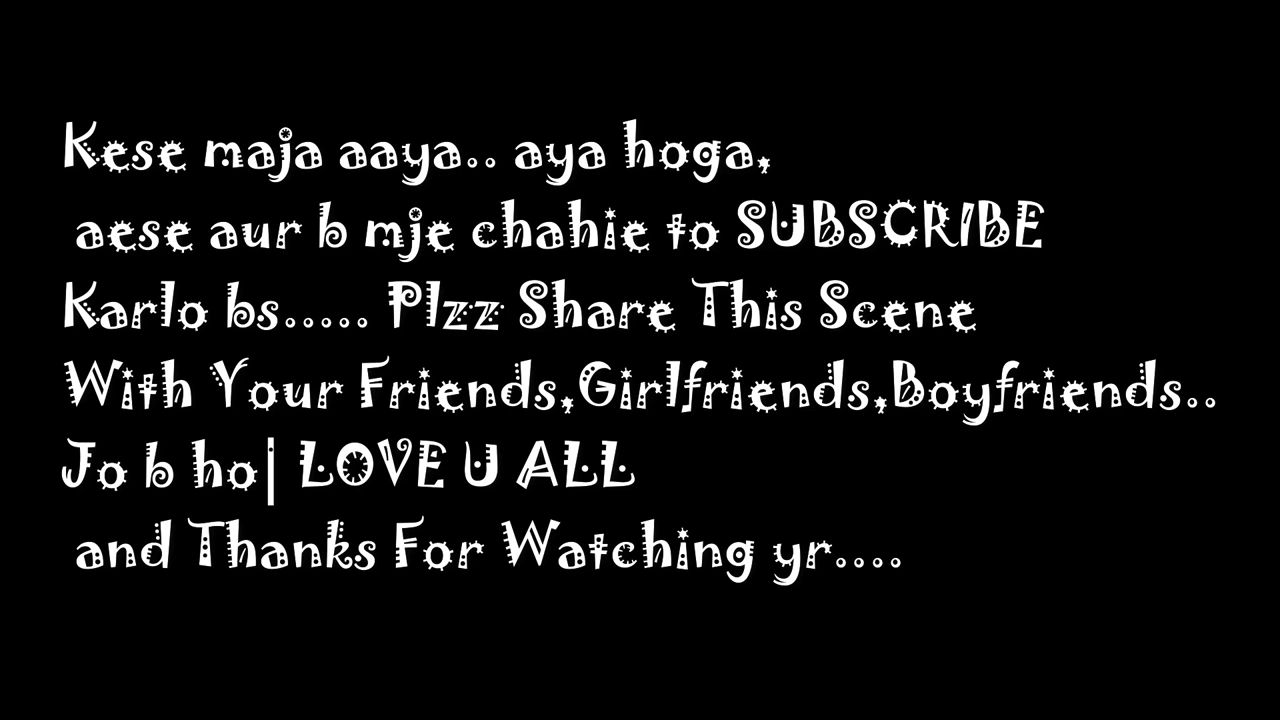 Kese maja aaya.. aya hoga,
aese aur b mje chahie to SUBSCRIBE
Karlo bs..... Plzz Share This Scene
With Your Friends,Girlfriends,Boyfriends..
Jo b ho| LOVE U ALL
and Thanks For Watching yr....